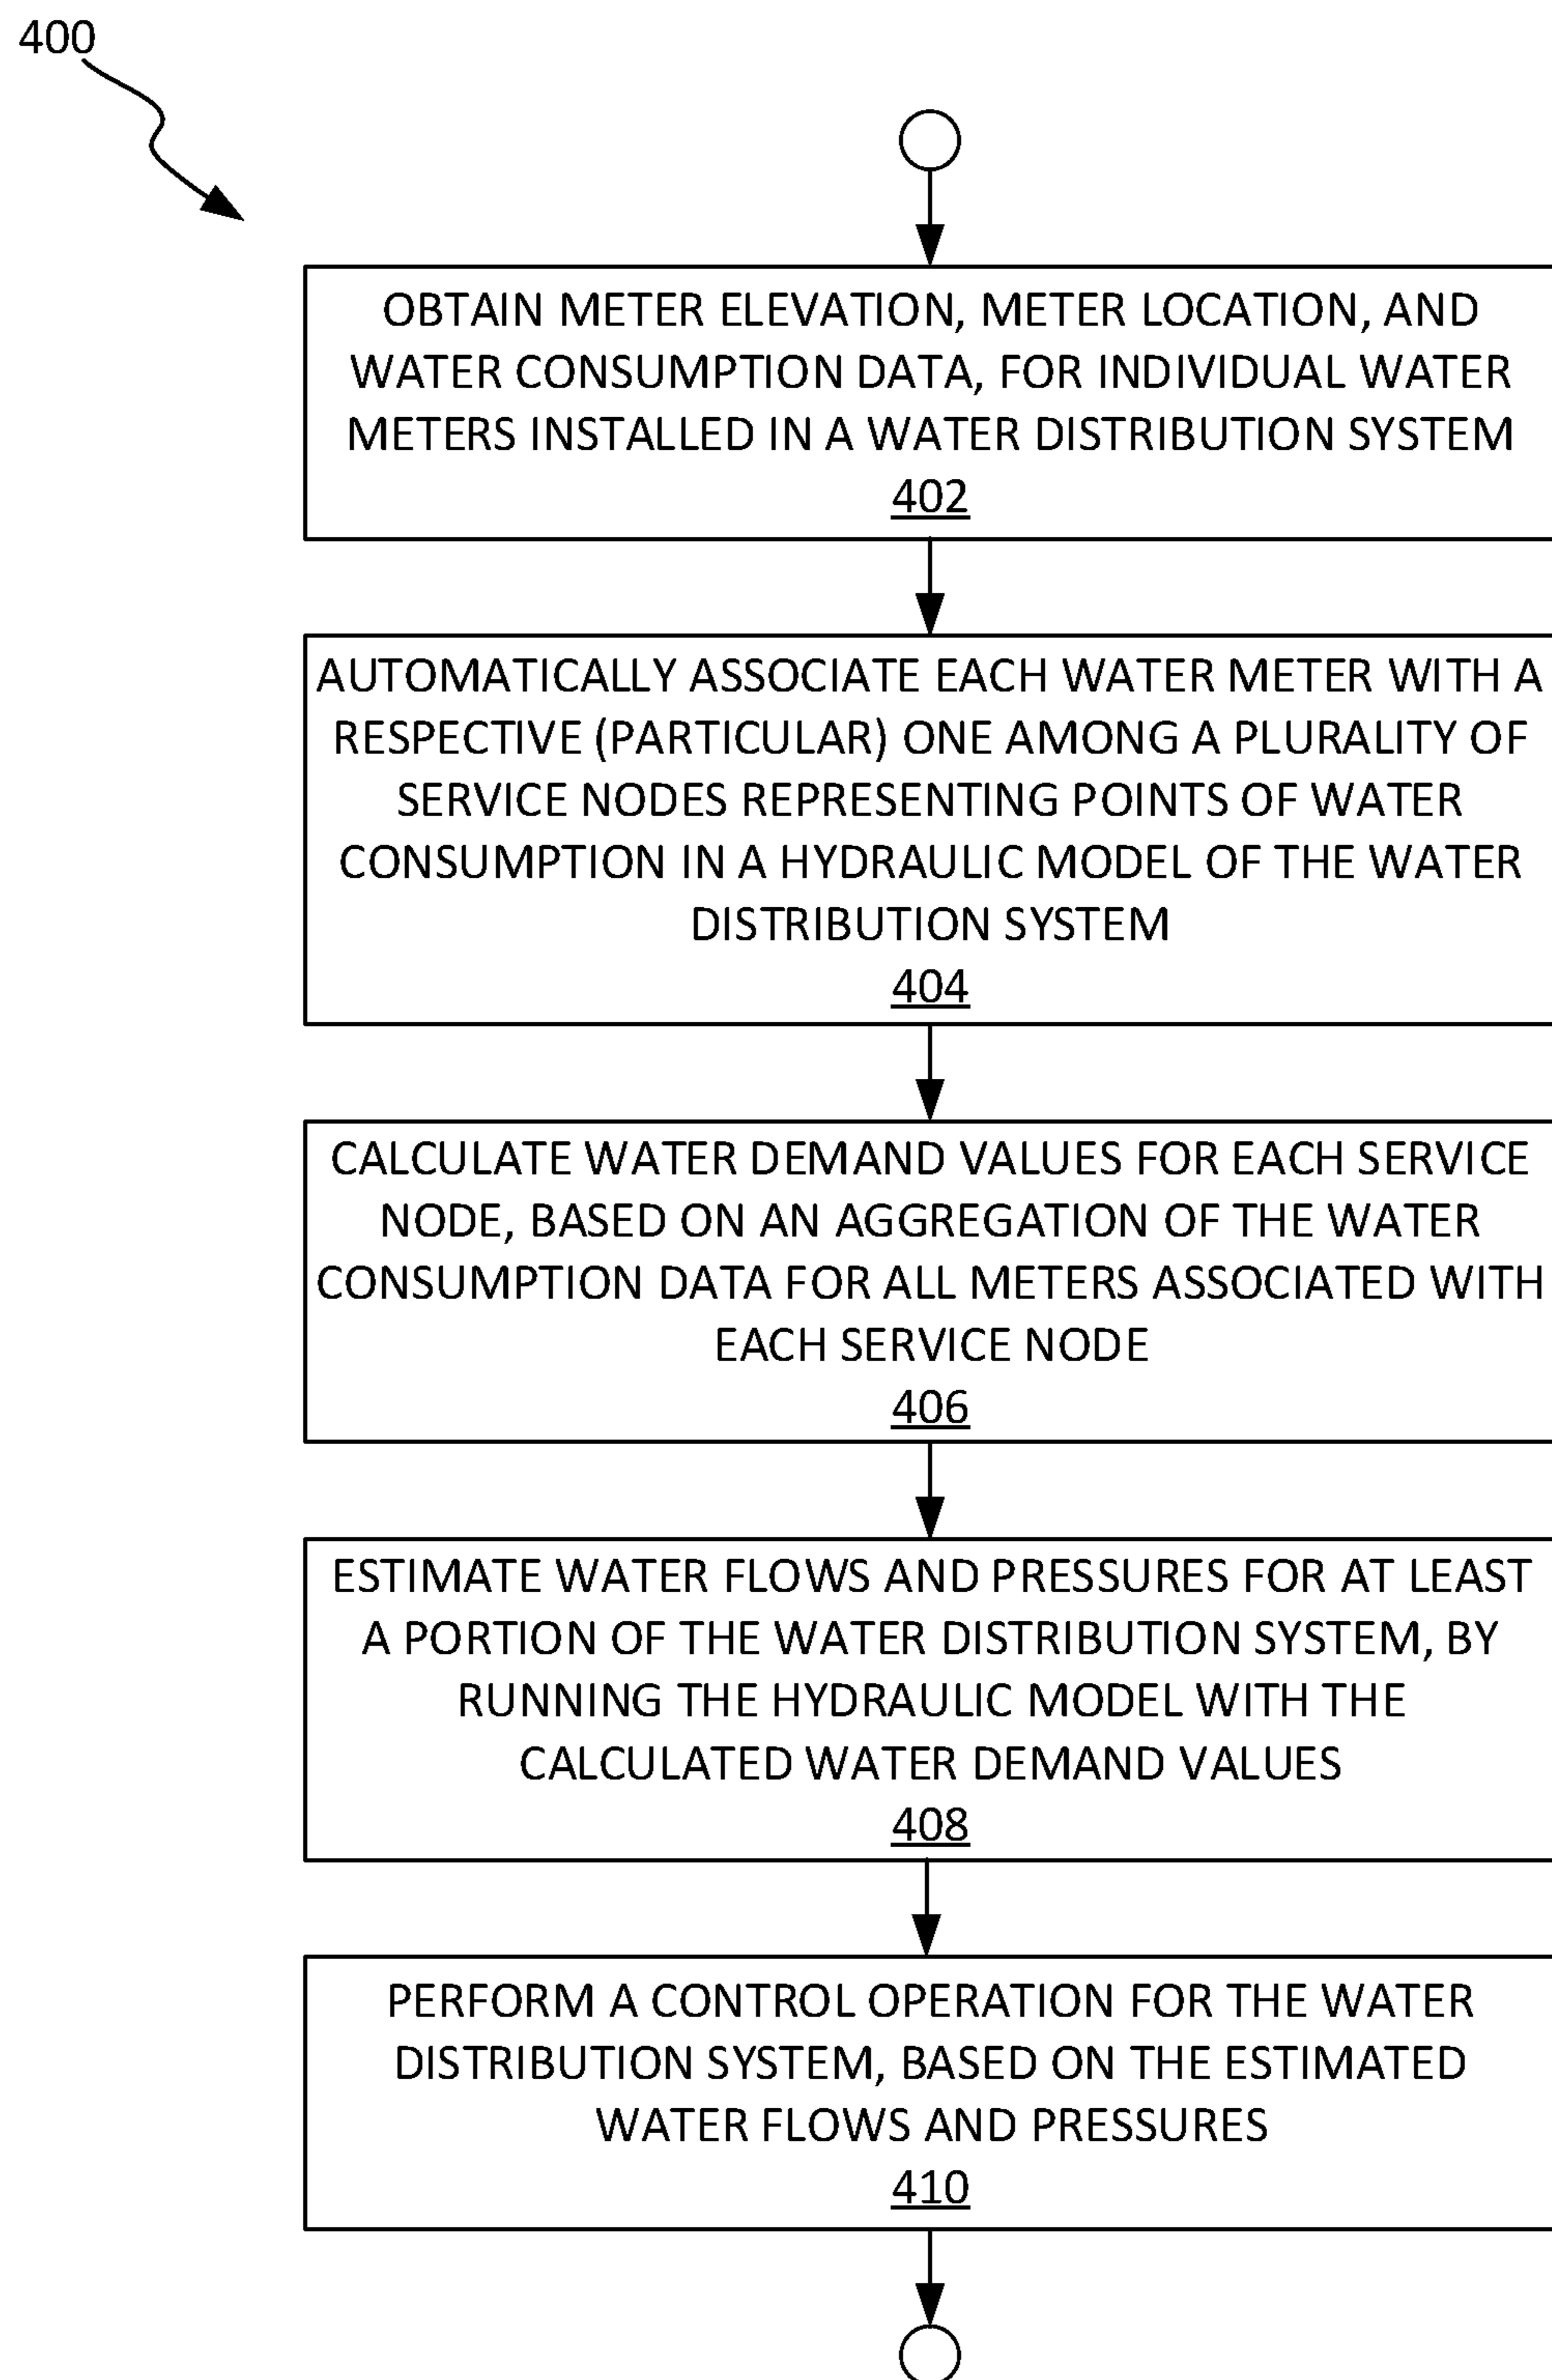 400
OBTAIN METER ELEVATION, METER LOCATION, AND
WATER CONSUMPTION DATA, FOR INDIVIDUAL WATER
METERS INSTALLED IN A WATER DISTRIBUTION SYSTEM
402
AUTOMATICALLY ASSOCIATE EACH WATER METER WITH A
RESPECTIVE (PARTICULAR) ONE AMONG A PLURALITY OF
SERVICE NODES REPRESENTING POINTS OF WATER
CONSUMPTION IN A HYDRAULIC MODEL OF THE WATER
DISTRIBUTION SYSTEM
404
CALCULATE WATER DEMAND VALUES FOR EACH SERVICE
NODE, BASED ON AN AGGREGATION OF THE WATER
CONSUMPTION DATA FOR ALL METERS ASSOCIATED WITH
EACH SERVICE NODE
406
ESTIMATE WATER FLOWS AND PRESSURES FOR AT LEAST
A PORTION OF THE WATER DISTRIBUTION SYSTEM, BY
RUNNING THE HYDRAULIC MODEL WITH THE
CALCULATED WATER DEMAND VALUES
408
PERFORM A CONTROL OPERATION FOR THE WATER
DISTRIBUTION SYSTEM, BASED ON THE ESTIMATED
WATER FLOWS AND PRESSURES
410